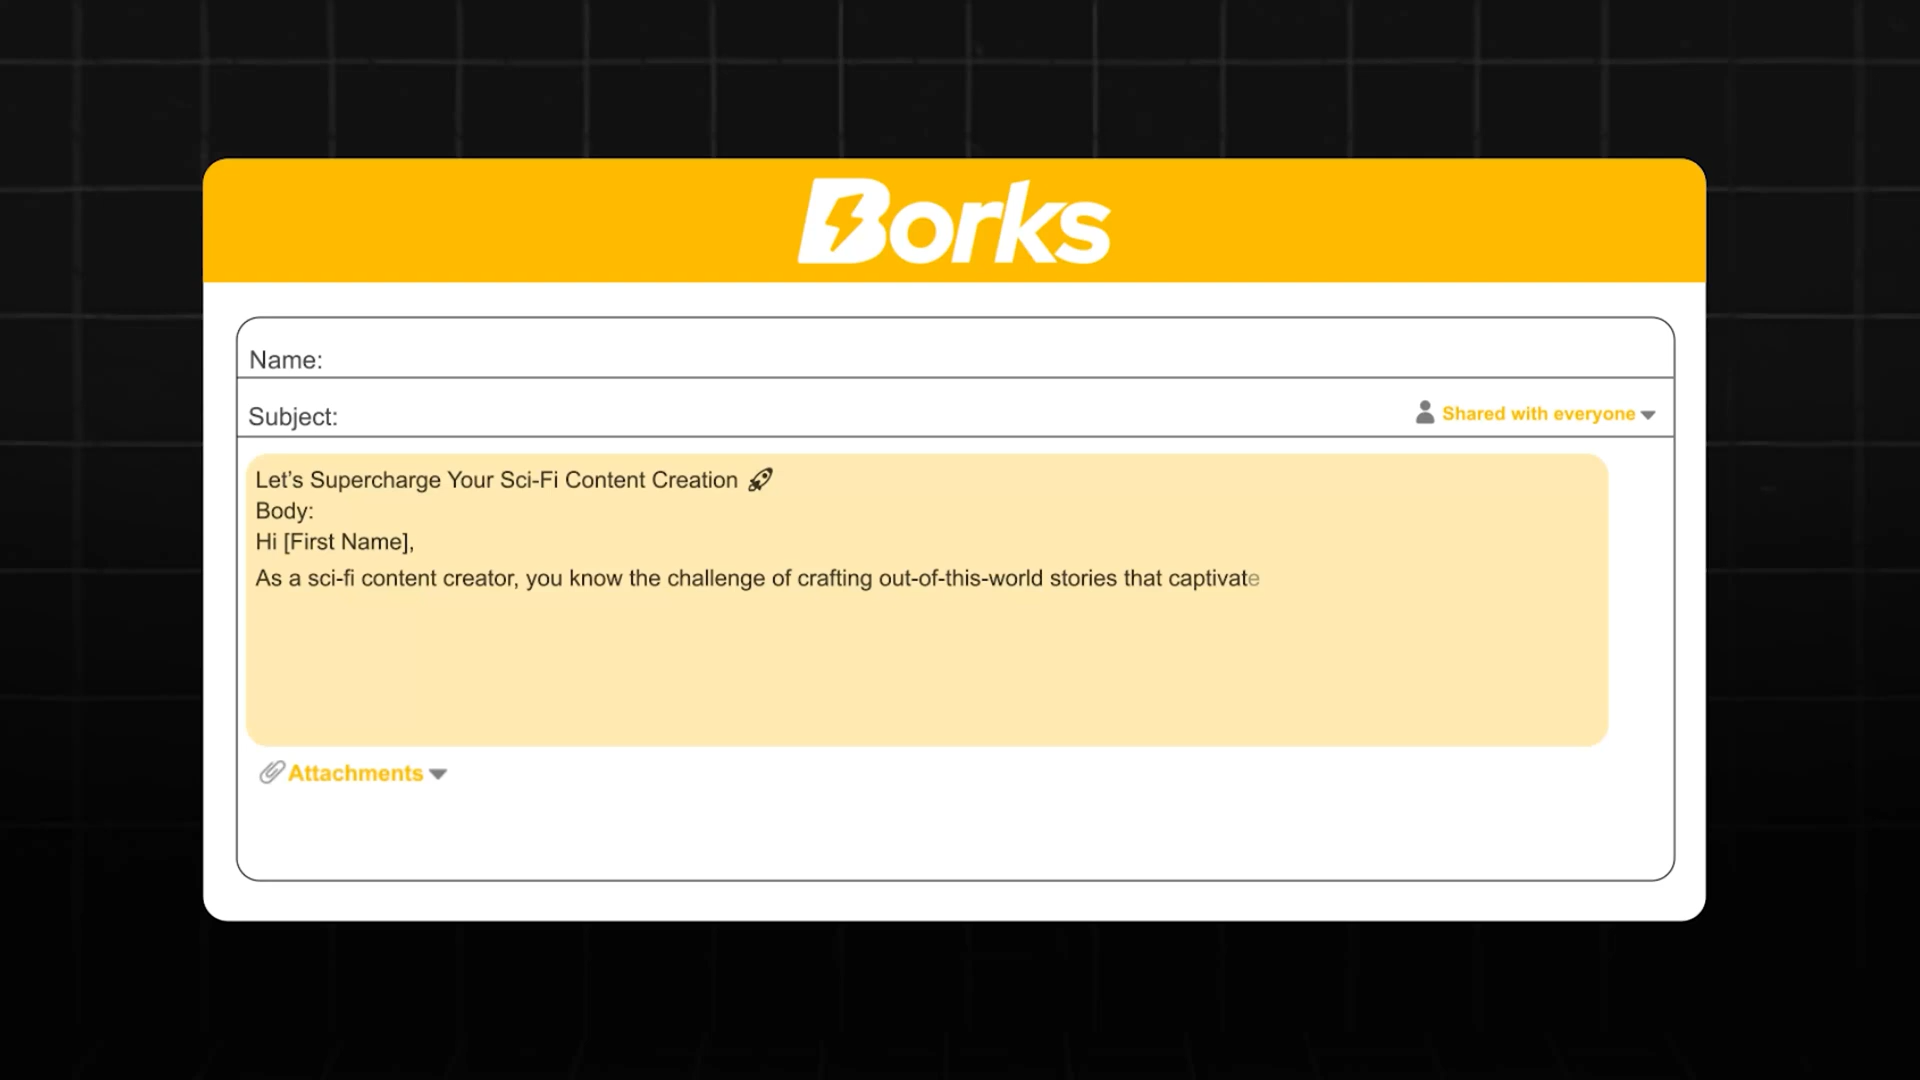 Borks
Name:
Subject:
Shared with everyone
Let’s Supercharge Your Sci-Fi Content Creation 🚀
Body:
Hi [First Name],
As a sci-fi content creator, you know the challenge of crafting out-of-this-world stories that captivate
Attachments